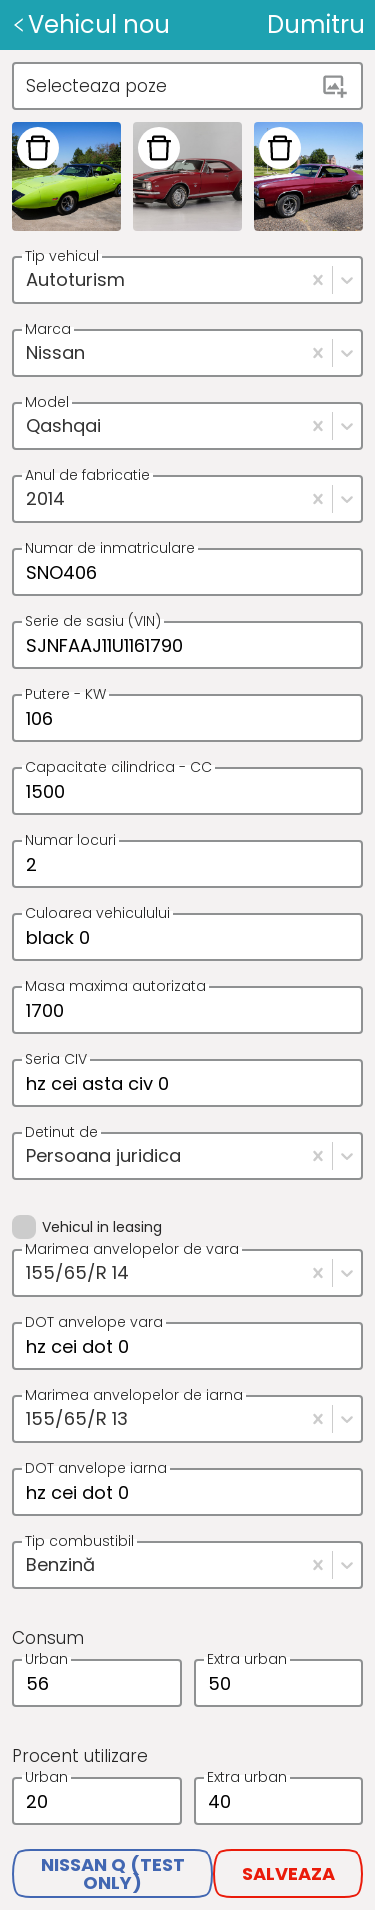 Vehicul nou Dumitru
Selecteaza poze
Tip vehicul
Autoturism
Marca
Nissan
Model
Qashqai
Anul de fabricatie
2014
Numar de inmatriculare
SNO406
Serie de sasiu (VIN)
SJNFAAJ11U1161790
Putere - KW
106
Capacitate cilindrica - CC
1500
Numar locuri
2
Culoarea vehiculului
black 0
Masa maxima autorizata
1700
Seria CIV
hz cei asta civ 0
Detinut de
Persoana juridica
Vehicul in leasing
Marimea anvelopelor de vara
155/65/R 14
DOT anvelope vara
hz cei dot 0
Marimea anvelopelor de iarna
155/65/R 13
DOT anvelope iarna
hz cei dot 0
Tip combustibil
Benzină
Consum
Urban Extra urban
56 50
Procent utilizare
Urban Extra urban
20 40
NISSAN Q (TEST
ONLY)
SALVEAZA